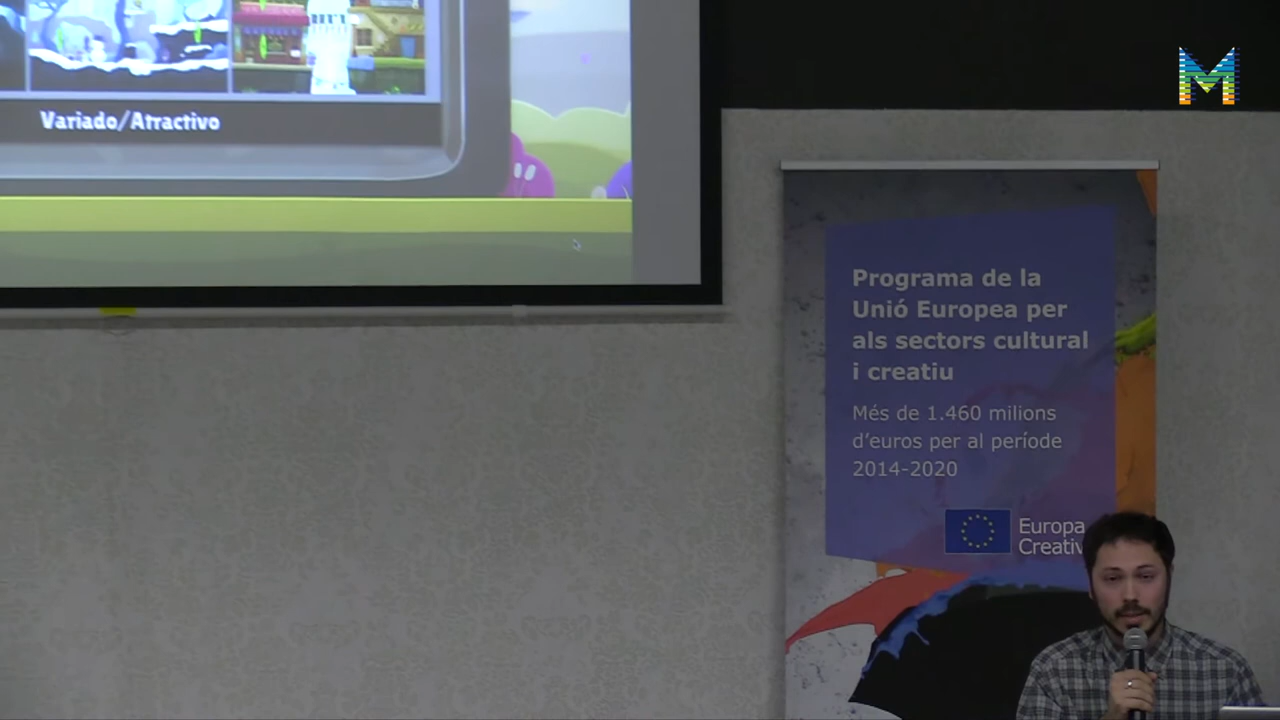 Variado/Atractivo
M
Programa de la
Unió Europea per
als sectors cultural
i creatiu
Més de 1.460 milions
d'euros per al període
2014-2020
Europa
Creativ